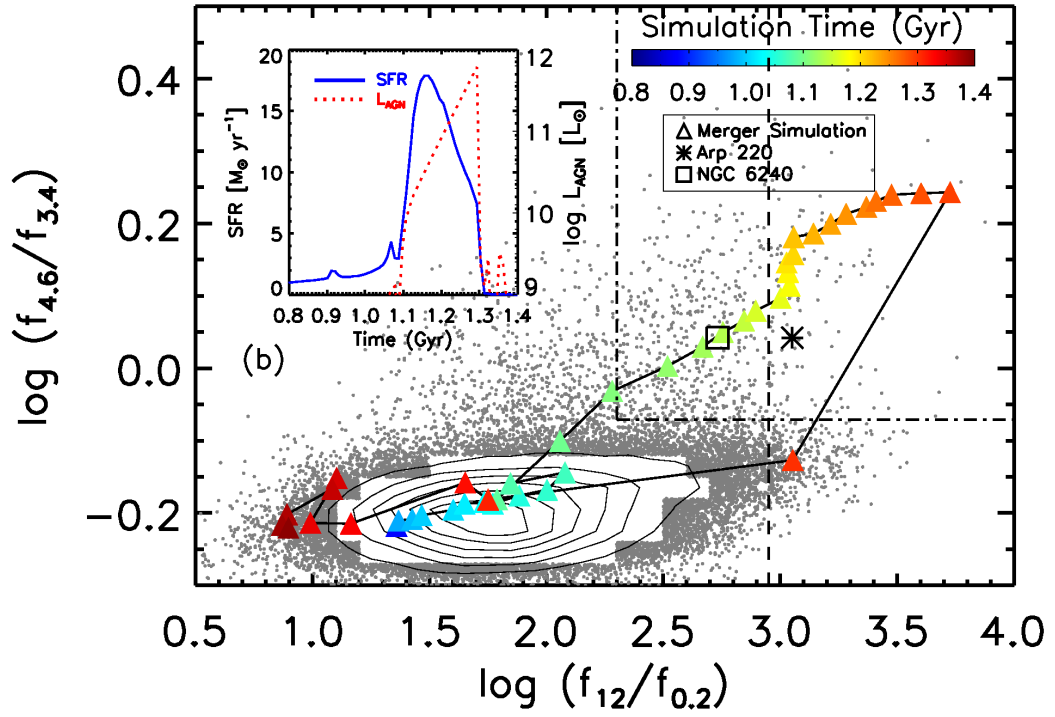 Simulation Time (Gyr)
0.8 0.9 1.0 1.1 1.2 1.3 1.4
△ Merger Simulation
✳ Arp 220
□ NGC 6240
SFR
L_AGN
SFR [M⊙ yr⁻¹]
20
15
10
5
0
log L_AGN [L⊙]
12
11
10
9
0.8 0.9 1.0 1.1 1.2 1.3 1.4
Time (Gyr)
(b)
log (f_4.6/f_3.4)
0.4
0.2
0.0
−0.2
0.5 1.0 1.5 2.0 2.5 3.0 3.5 4.0
log (f_12/f_0.2)